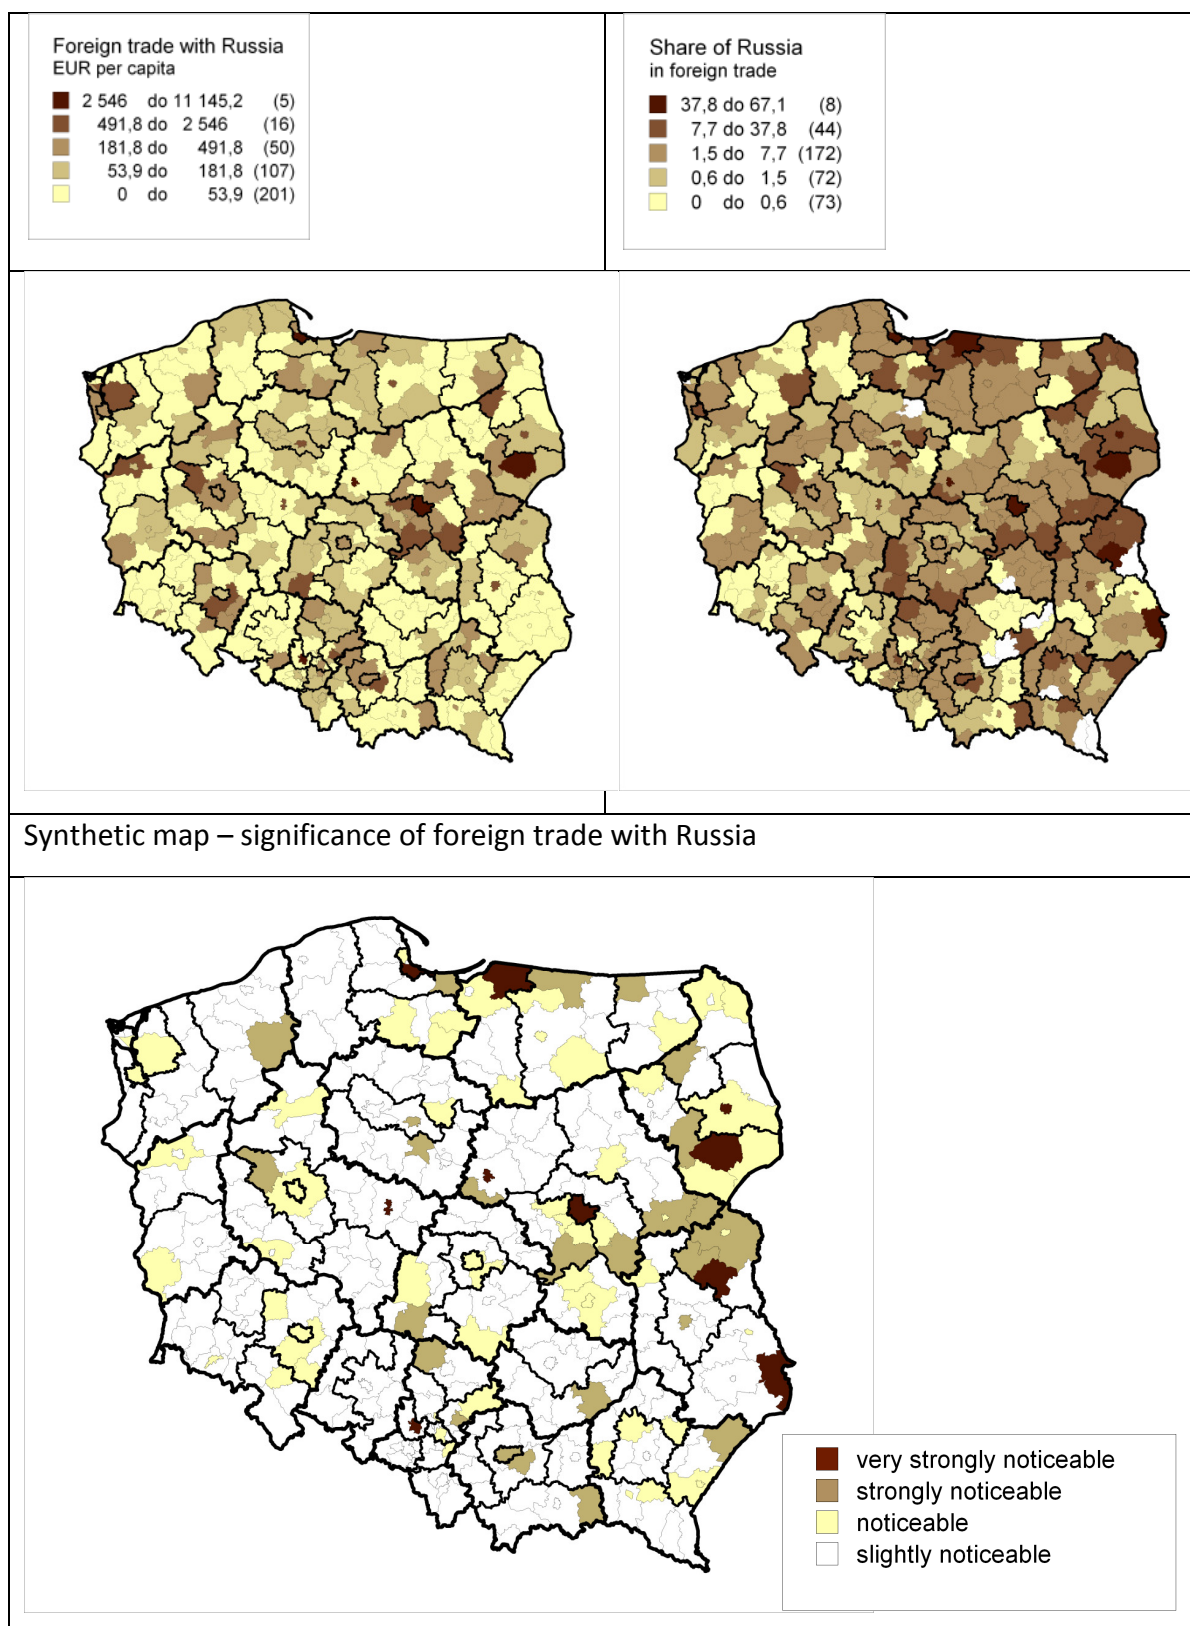 Foreign trade with Russia
EUR per capita
2 546 do 11 145,2 (5)
491,8 do 2 546 (16)
181,8 do 491,8 (50)
53,9 do 181,8 (107)
0 do 53,9 (201)
Share of Russia
in foreign trade
37,8 do 67,1 (8)
7,7 do 37,8 (44)
1,5 do 7,7 (172)
0,6 do 1,5 (72)
0 do 0,6 (73)
Synthetic map – significance of foreign trade with Russia
very strongly noticeable
strongly noticeable
noticeable
slightly noticeable